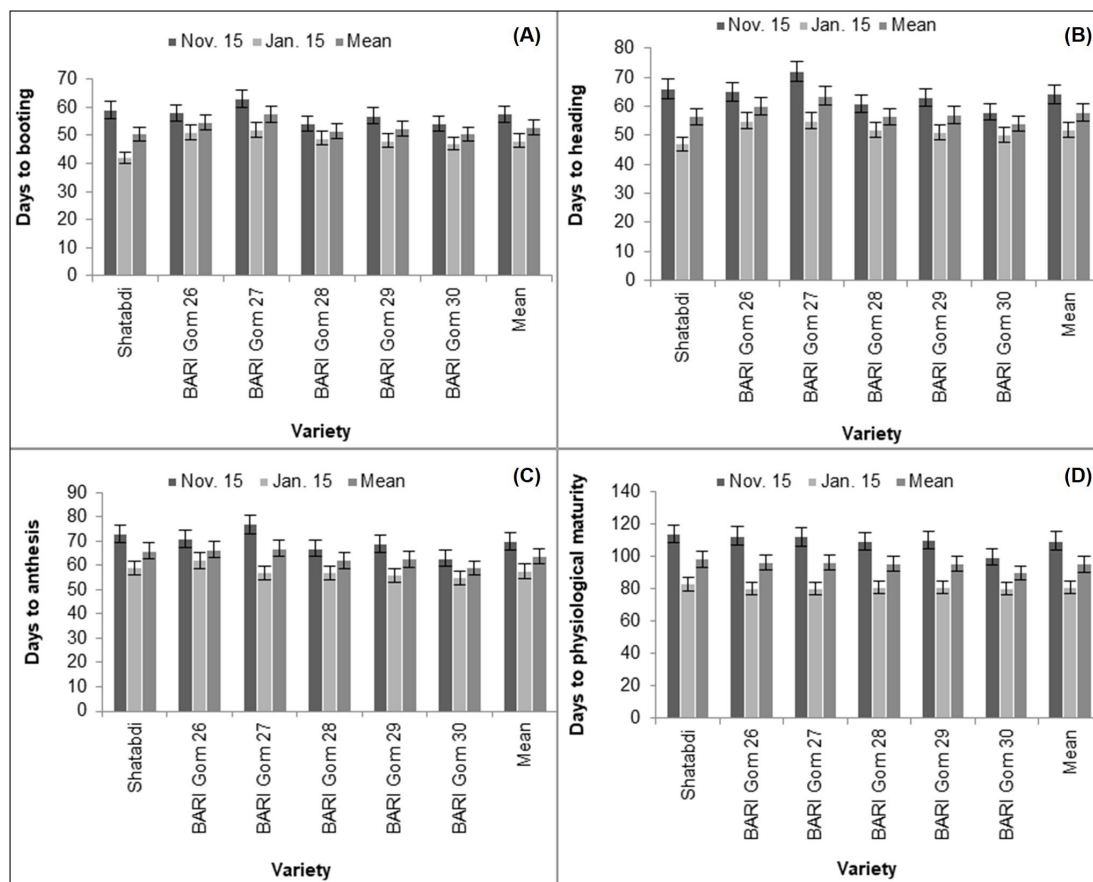 (A)
Nov. 15 Jan. 15 Mean
Days to booting
70
60
50
40
30
20
10
0
Shatabdi
BARI Gom 26
BARI Gom 27
BARI Gom 28
BARI Gom 29
BARI Gom 30
Mean
Variety
(B)
Nov. 15 Jan. 15 Mean
Days to heading
80
70
60
50
40
30
20
10
0
Shatabdi
BARI Gom 26
BARI Gom 27
BARI Gom 28
BARI Gom 29
BARI Gom 30
Mean
Variety
(C)
Nov. 15 Jan. 15 Mean
Days to anthesis
90
80
70
60
50
40
30
20
10
0
Shatabdi
BARI Gom 26
BARI Gom 27
BARI Gom 28
BARI Gom 29
BARI Gom 30
Mean
Variety
(D)
Nov. 15 Jan. 15 Mean
Days to physiological maturity
140
120
100
80
60
40
20
0
Shatabdi
BARI Gom 26
BARI Gom 27
BARI Gom 28
BARI Gom 29
BARI Gom 30
Mean
Variety